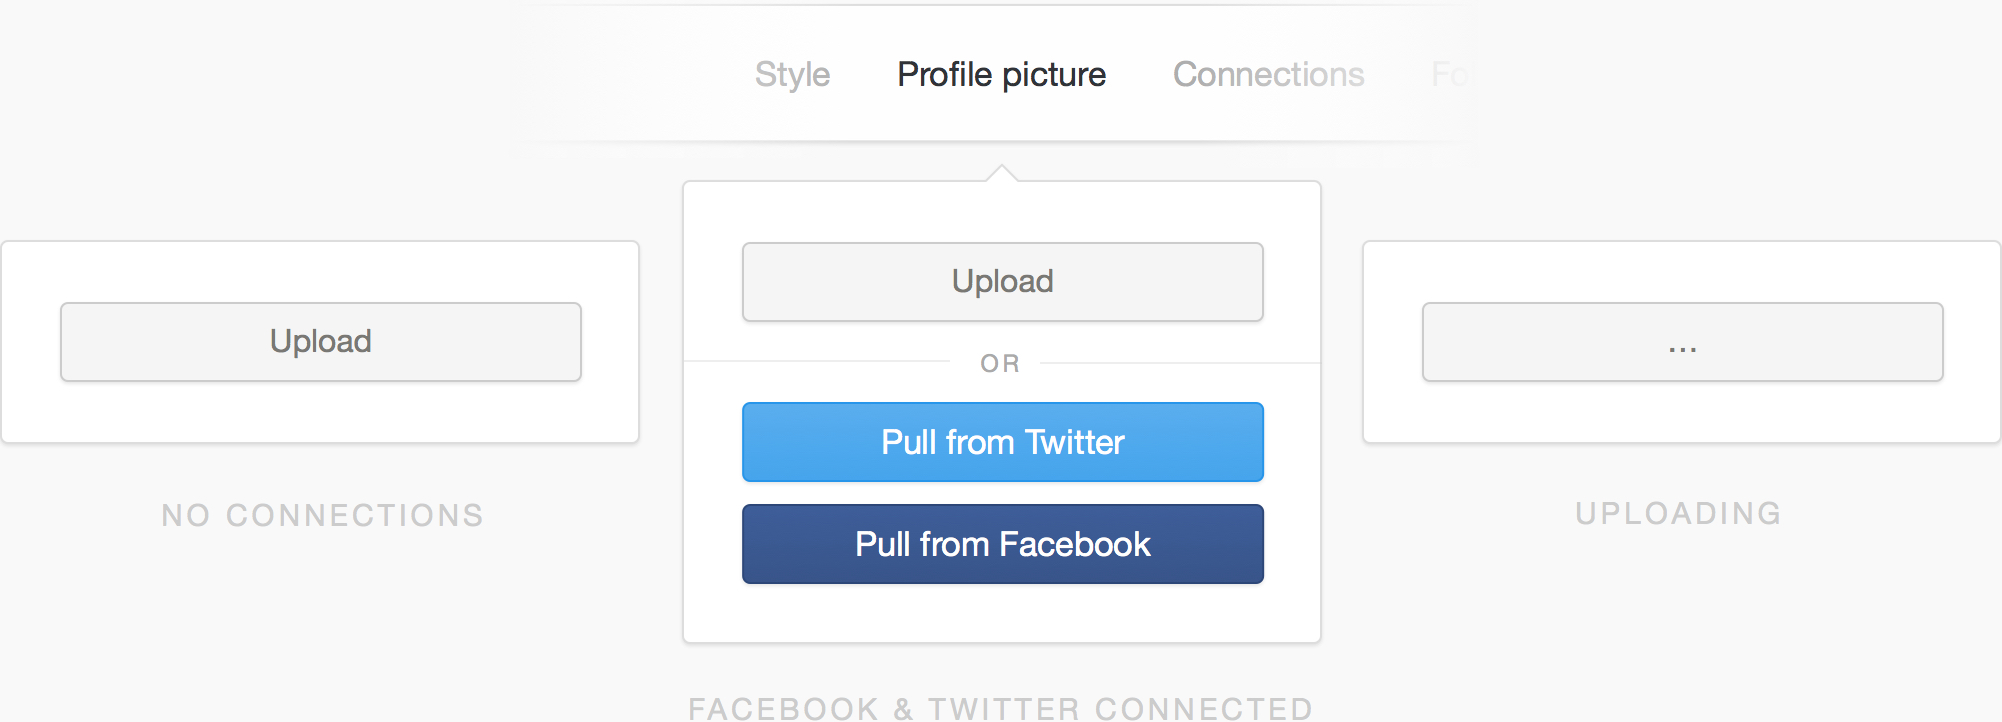 Style Profile picture Connections Fo
Upload
OR
Pull from Twitter
Pull from Facebook
FACEBOOK & TWITTER CONNECTED
Upload
NO CONNECTIONS
...
UPLOADING